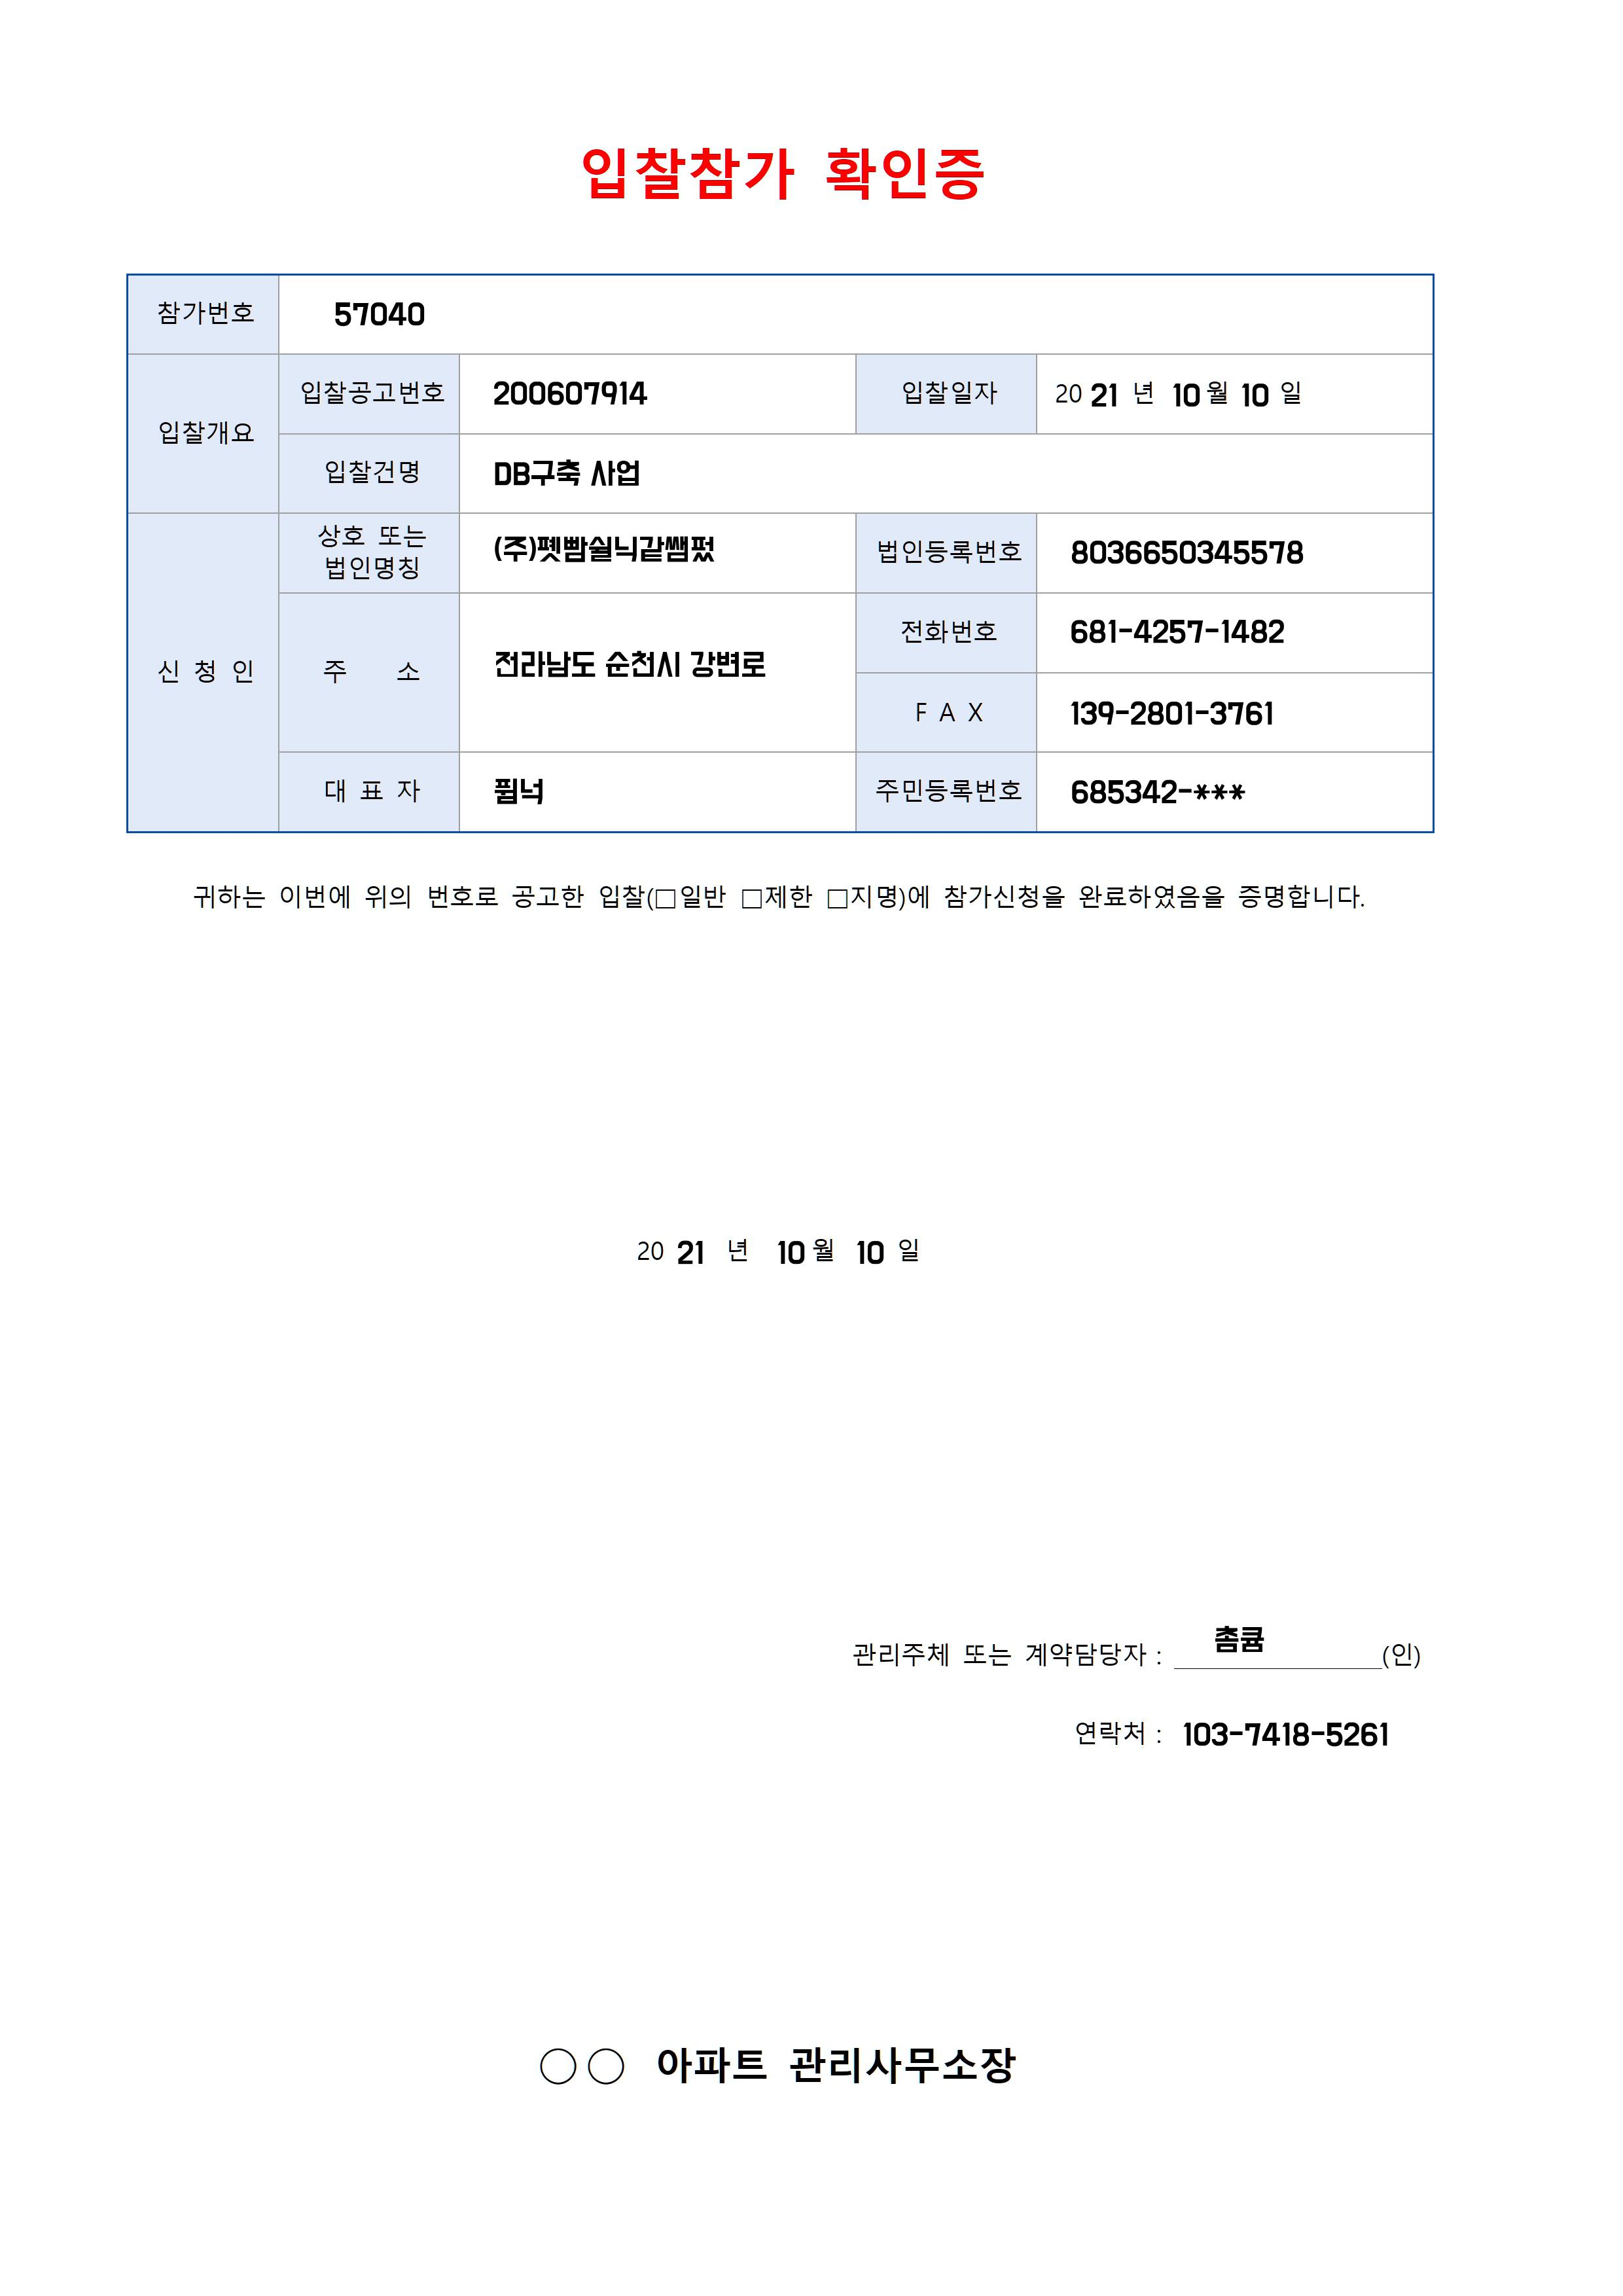 입찰참가 확인증
참가번호 57040
입찰개요 입찰공고번호 200607914 입찰일자 20 21 년 10 월 10 일
입찰건명 DB구축 사업
신 청 인 상호 또는 법인명칭 (주)펫빰쉴닉같쌤펐 법인등록번호 8036650345578
주 소 전라남도 순천시 강변로 전화번호 681-4257-1482
F A X 139-2801-3761
대 표 자 퓜넉 주민등록번호 685342-***
귀하는 이번에 위의 번호로 공고한 입찰(□일반 □제한 □지명)에 참가신청을 완료하였음을 증명합니다.
20 21 년 10 월 10 일
관리주체 또는 계약담당자 : 촘큠 (인)
연락처 : 103-7418-5261
○○ 아파트 관리사무소장